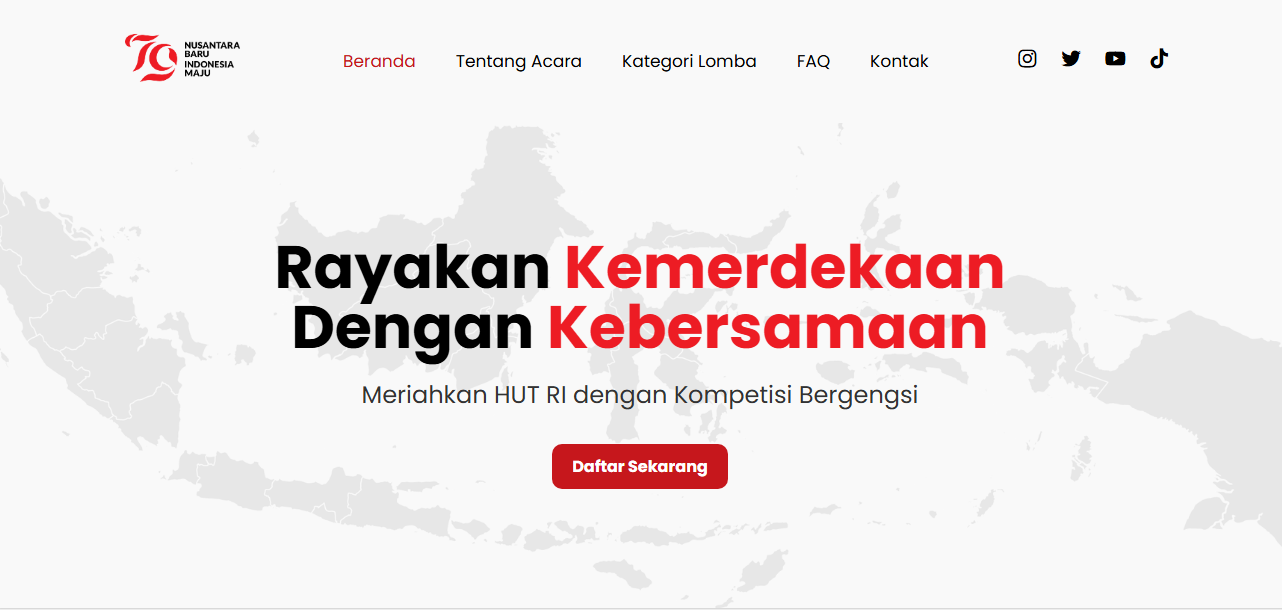 79 NUSANTARA
BARU
INDONESIA
MAJU
Beranda Tentang Acara Kategori Lomba FAQ Kontak
Rayakan Kemerdekaan
Dengan Kebersamaan
Meriahkan HUT RI dengan Kompetisi Bergengsi
Daftar Sekarang